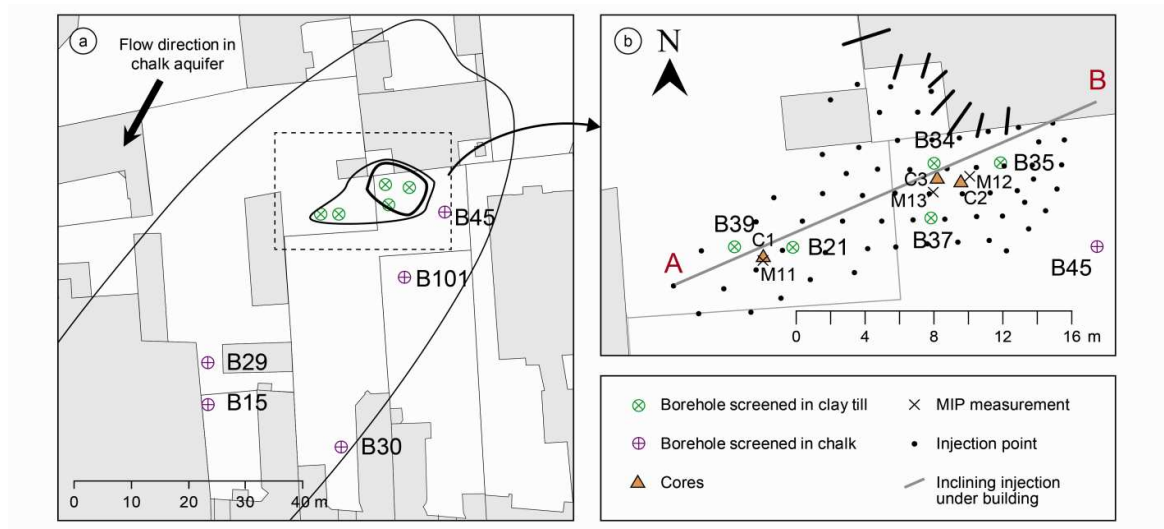 a
Flow direction in
chalk aquifer
B45
B101
B29
B15
B30
0 10 20 30 40 m
b
N
B
B34
B35
C3
M12
M13
C2
B39
B37
C1
B21
A
M11
B45
0 4 8 12 16 m
Borehole screened in clay till
Borehole screened in chalk
Cores
MIP measurement
Injection point
Inclining injection
under building